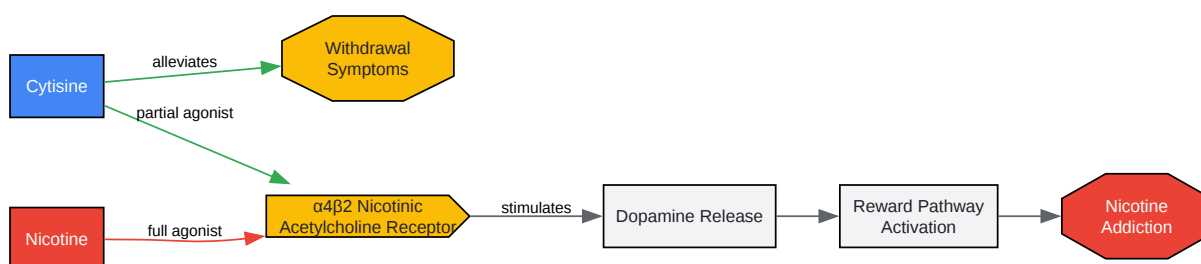 Withdrawal
Symptoms
alleviates
Cytisine
partial agonist
α4β2 Nicotinic
Acetylcholine Receptor
stimulates
Dopamine Release
Reward Pathway
Activation
Nicotine
Addiction
full agonist
Nicotine